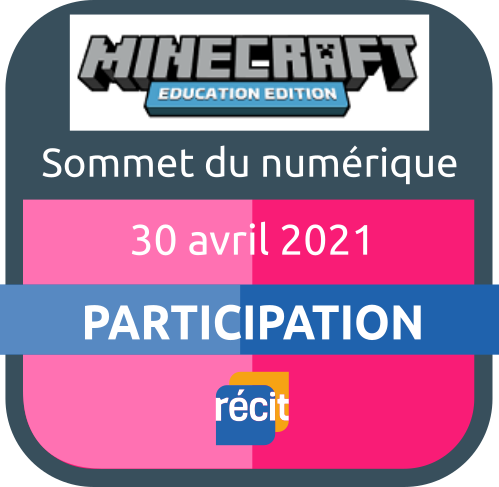 MINECRAFT
EDUCATION EDITION
Sommet du numérique
30 avril 2021
PARTICIPATION
récit